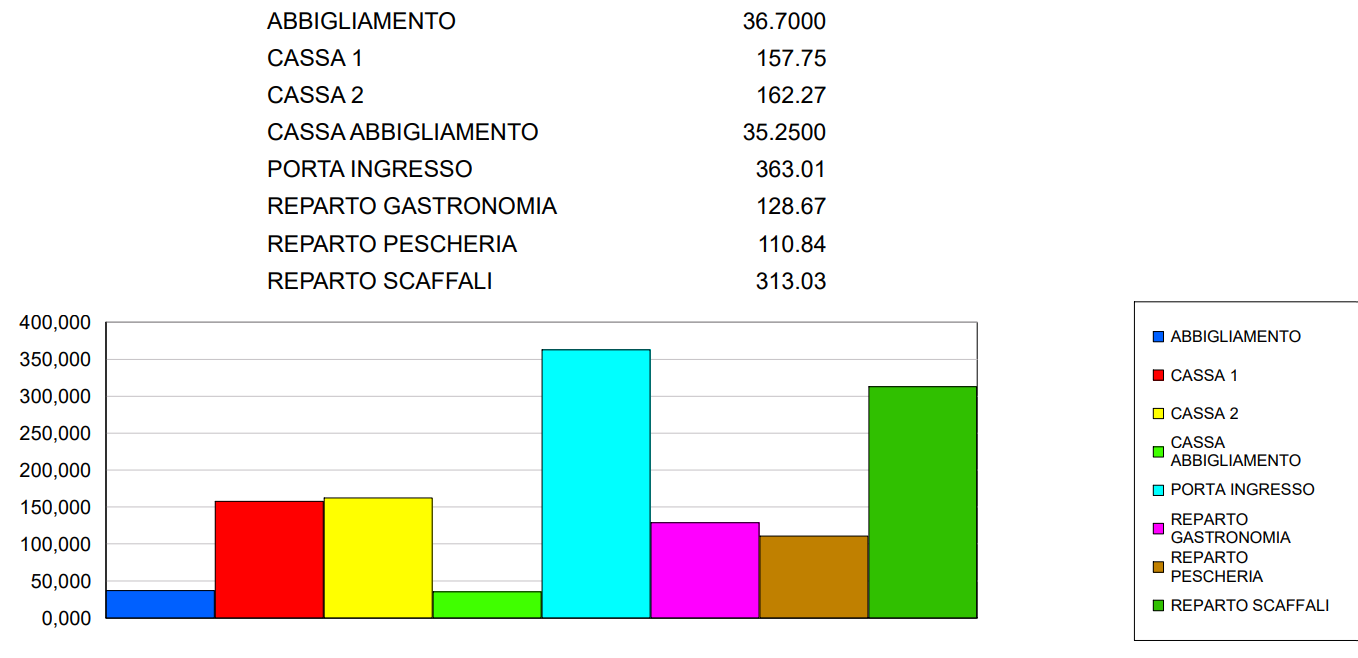 ABBIGLIAMENTO 36.7000
CASSA 1 157.75
CASSA 2 162.27
CASSA ABBIGLIAMENTO 35.2500
PORTA INGRESSO 363.01
REPARTO GASTRONOMIA 128.67
REPARTO PESCHERIA 110.84
REPARTO SCAFFALI 313.03
400,000
350,000
300,000
250,000
200,000
150,000
100,000
50,000
0,000
ABBIGLIAMENTO
CASSA 1
CASSA 2
CASSA
ABBIGLIAMENTO
PORTA INGRESSO
REPARTO
GASTRONOMIA
REPARTO
PESCHERIA
REPARTO SCAFFALI